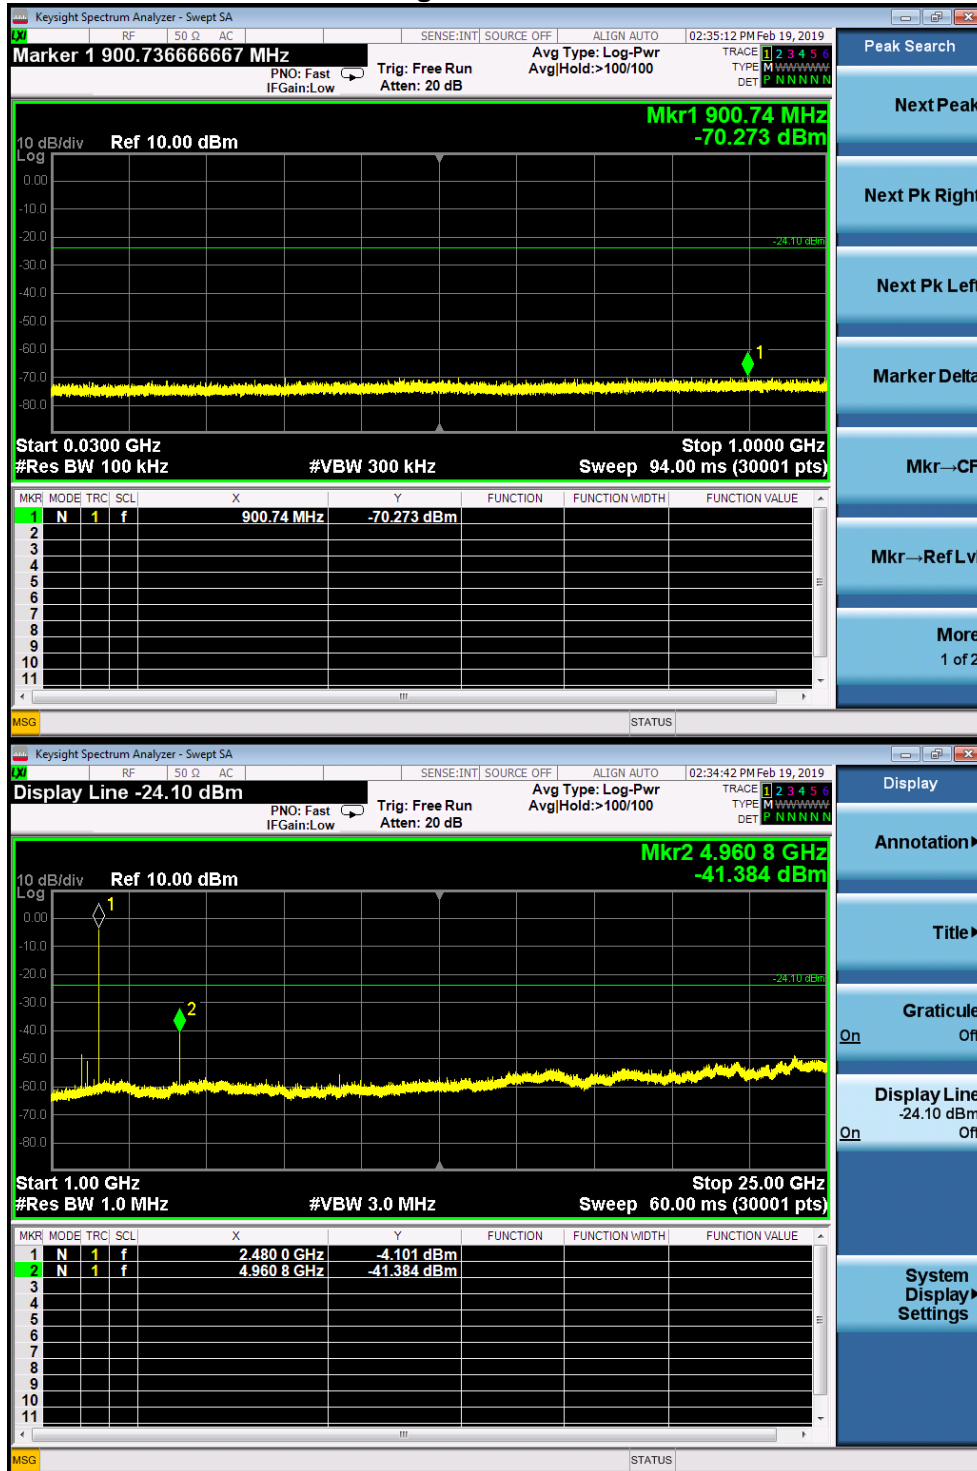 Keysight Spectrum Analyzer - Swept SA
LXI RF 50 Ω AC SENSE:INT SOURCE OFF ALIGN AUTO 02:35:12 PM Feb 19, 2019
Marker 1 900.736666667 MHz
PNO: Fast
IFGain:Low
Trig: Free Run
Atten: 20 dB
Avg Type: Log-Pwr
Avg|Hold:>100/100
TRACE 1 2 3 4 5 6
TYPE M WWWWW
DET P N N N N N
Mkr1 900.74 MHz
-70.273 dBm
10 dB/div Ref 10.00 dBm
Log
0.00
-10.0
-20.0
-24.10 dBm
-30.0
-40.0
-50.0
-60.0
1
-70.0
-80.0
Start 0.0300 GHz Stop 1.0000 GHz
#Res BW 100 kHz #VBW 300 kHz Sweep 94.00 ms (30001 pts)
MKR MODE TRC SCL X Y FUNCTION FUNCTION WIDTH FUNCTION VALUE
1 N 1 f 900.74 MHz -70.273 dBm
2
3
4
5
6
7
8
9
10
11
MSG STATUS
Peak Search
Next Peak
Next Pk Right
Next Pk Left
Marker Delta
Mkr→CF
Mkr→Ref Lvl
More
1 of 2
Keysight Spectrum Analyzer - Swept SA
LXI RF 50 Ω AC SENSE:INT SOURCE OFF ALIGN AUTO 02:34:42 PM Feb 19, 2019
Display Line -24.10 dBm
PNO: Fast
IFGain:Low
Trig: Free Run
Atten: 20 dB
Avg Type: Log-Pwr
Avg|Hold:>100/100
TRACE 1 2 3 4 5 6
TYPE M WWWWW
DET P N N N N N
Mkr2 4.960 8 GHz
-41.384 dBm
10 dB/div Ref 10.00 dBm
Log
1
0.00
-10.0
-20.0
-24.10 dBm
-30.0
2
-40.0
-50.0
-60.0
-70.0
-80.0
Start 1.00 GHz Stop 25.00 GHz
#Res BW 1.0 MHz #VBW 3.0 MHz Sweep 60.00 ms (30001 pts)
MKR MODE TRC SCL X Y FUNCTION FUNCTION WIDTH FUNCTION VALUE
1 N 1 f 2.480 0 GHz -4.101 dBm
2 N 1 f 4.960 8 GHz -41.384 dBm
3
4
5
6
7
8
9
10
11
MSG STATUS
Display
Annotation
Title
Graticule
On Off
Display Line
-24.10 dBm
On Off
System
Display
Settings